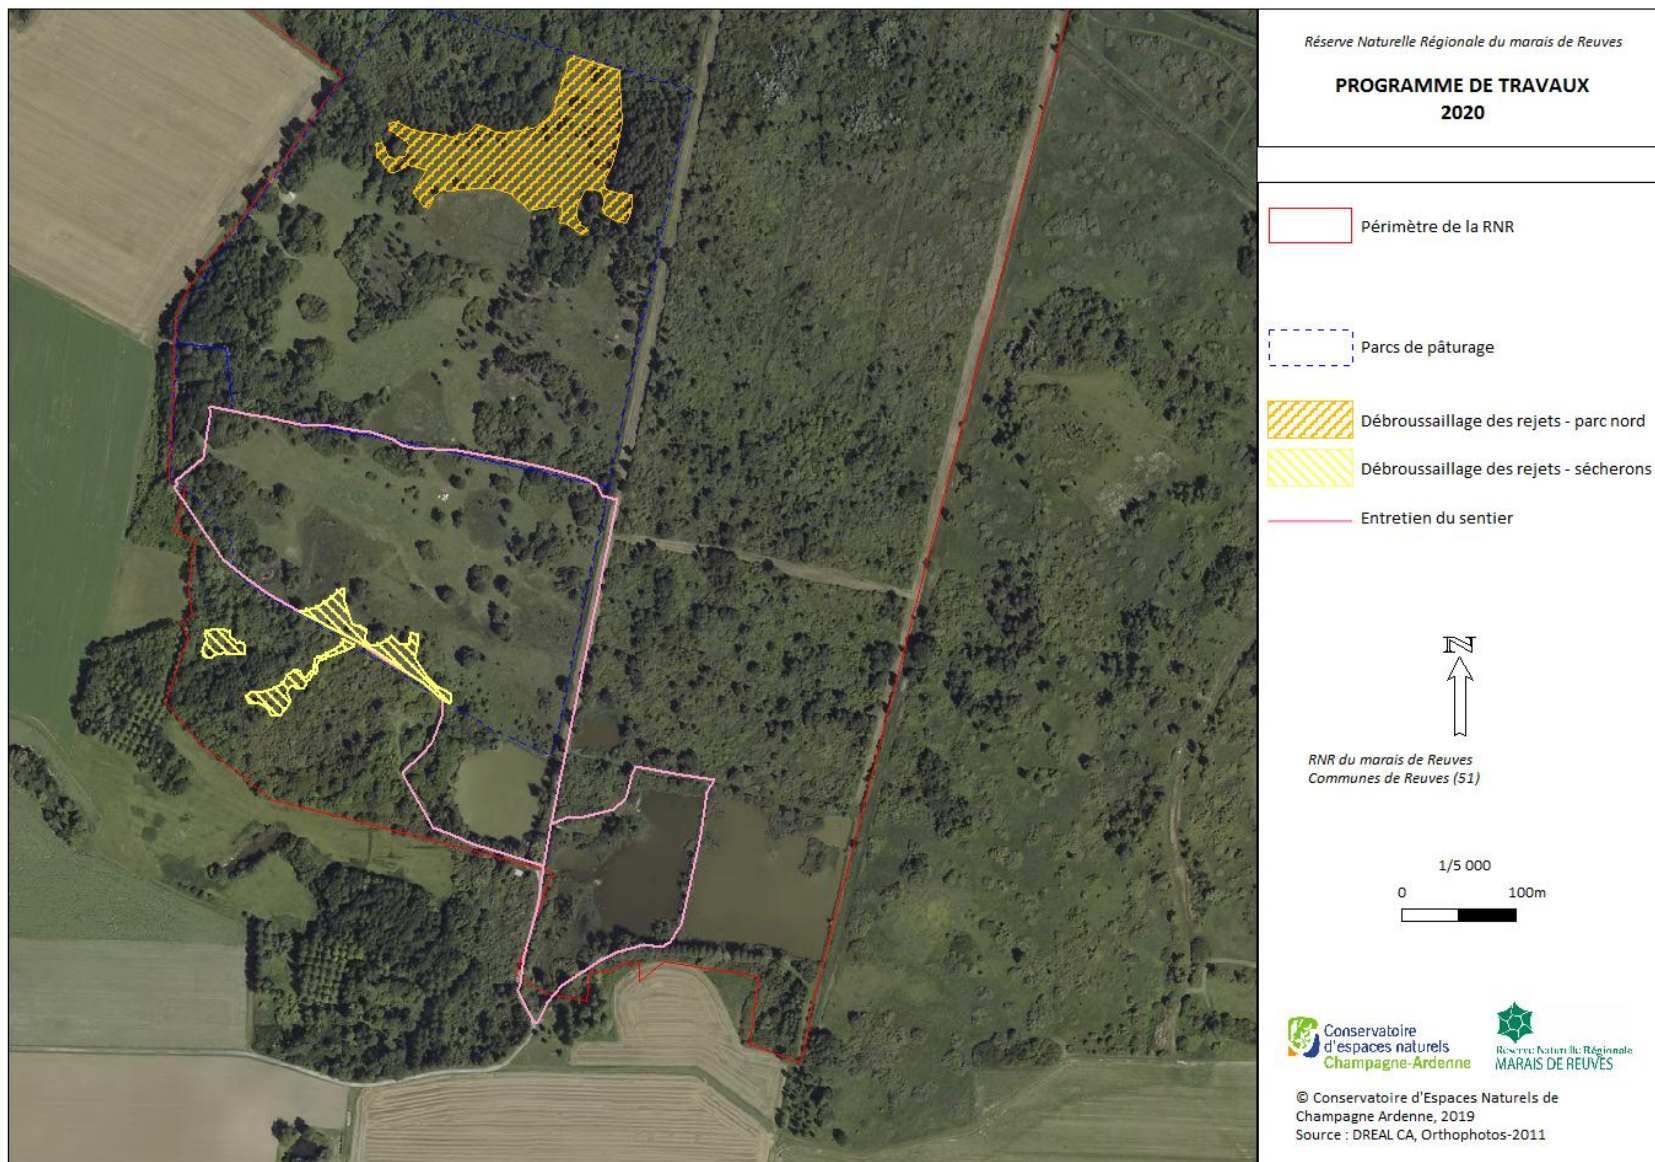 Réserve Naturelle Régionale du marais de Reuves
PROGRAMME DE TRAVAUX
2020
Périmètre de la RNR
Parcs de pâturage
Débroussaillage des rejets - parc nord
Débroussaillage des rejets - sécherons
Entretien du sentier
N
RNR du marais de Reuves
Communes de Reuves (51)
1/5 000
0 100m
Conservatoire
d'espaces naturels
Champagne-Ardenne
Réserve Naturelle Régionale
MARAIS DE REUVES
© Conservatoire d'Espaces Naturels de
Champagne Ardenne, 2019
Source : DREAL CA, Orthophotos-2011